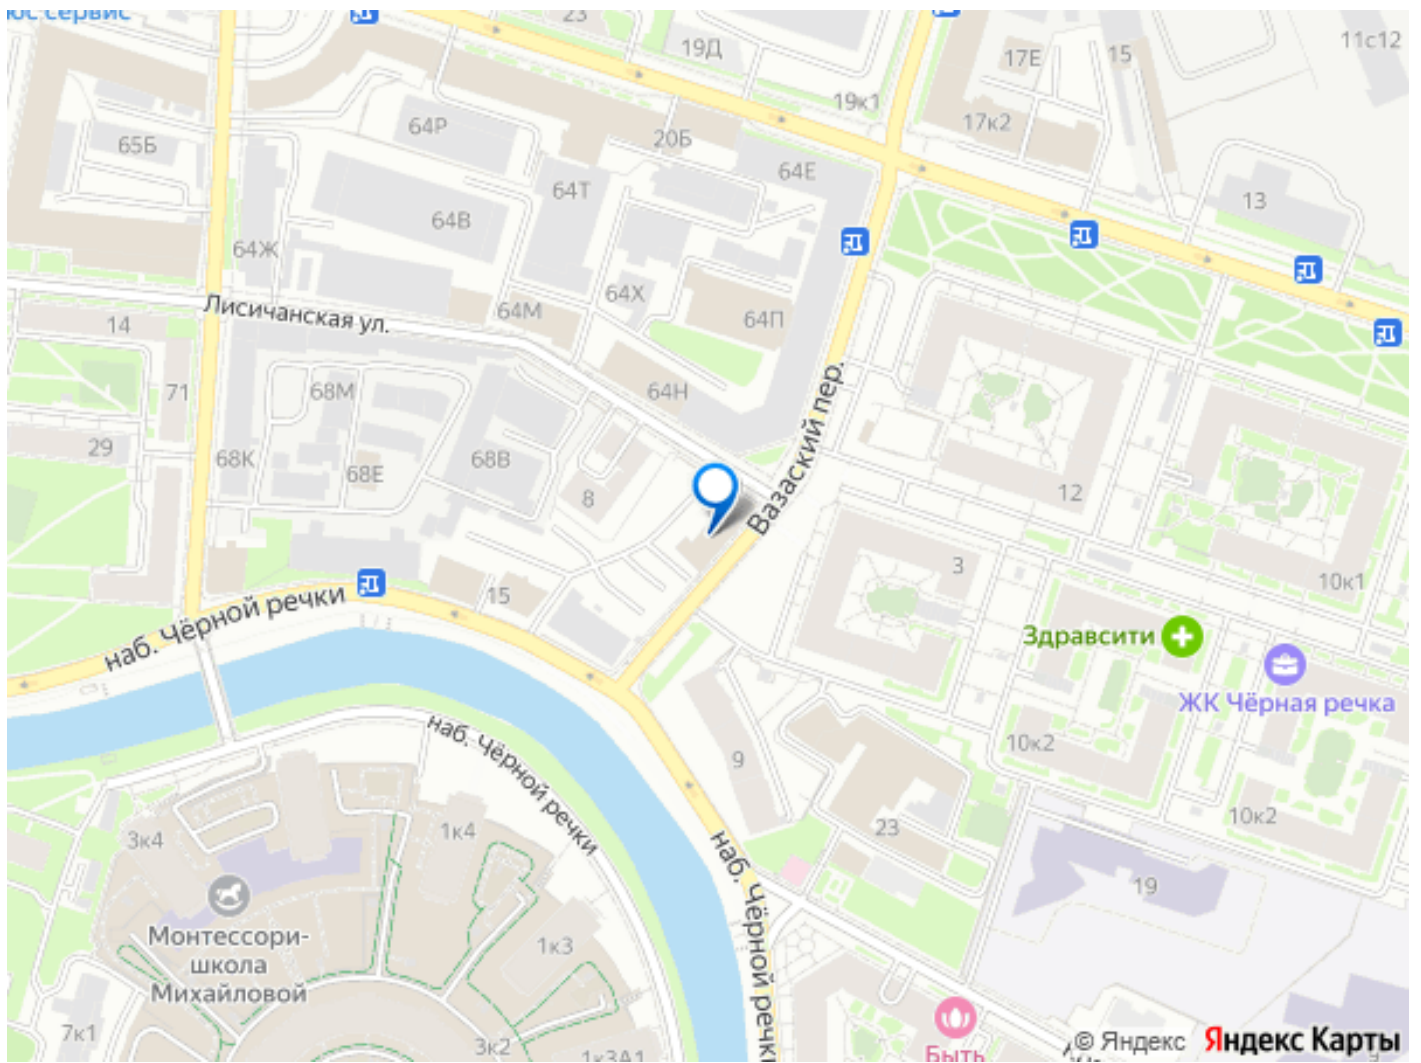 юс сервис
23
19Д
17Е
15
11с12
19к1
17к2
64Р
20Б
65Б
64Е
64Т
64В
13
64Ж
64Х
64М
64П
Лисичанская ул.
14
71
68М
64Н
Вазаский пер.
29
68К
68Е
68В
8
12
3
10к1
15
наб. Чёрной речки
Здравсити
ЖК Чёрная речка
10к2
наб. Чёрной речки
9
10к2
3к4
1к4
23
наб. Чёрной речки
19
Монтессори-
школа
Михайловой
1к3
7к1
3к2
1к3А1
Быть
© Яндекс Яндекс Карты